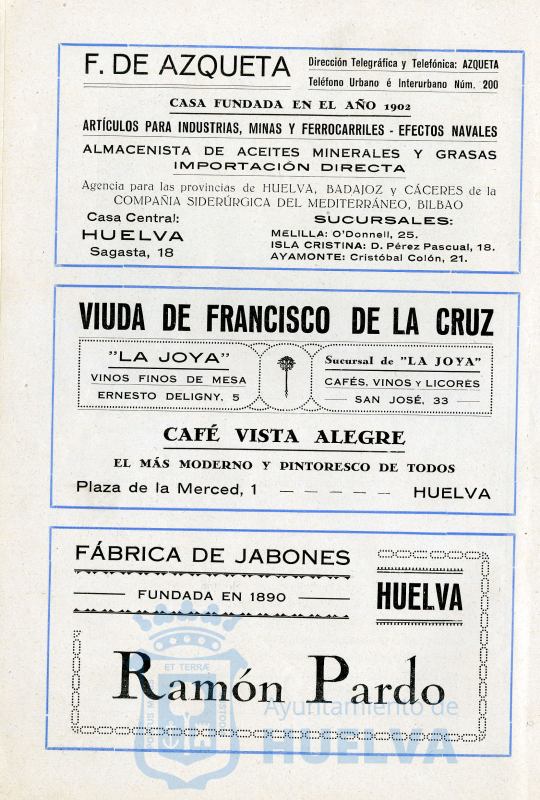 F. DE AZQUETA
Dirección Telegráfica y Telefónica: AZQUETA
Teléfono Urbano é Interurbano Núm. 200
CASA FUNDADA EN EL AÑO 1902
ARTÍCULOS PARA INDUSTRIAS, MINAS Y FERROCARRILES - EFECTOS NAVALES
ALMACENISTA DE ACEITES MINERALES Y GRASAS
IMPORTACIÓN DIRECTA
Agencia para las provincias de HUELVA, BADAJOZ y CÁCERES de la
COMPAÑIA SIDERÚRGICA DEL MEDITERRÁNEO, BILBAO
Casa Central:
HUELVA
Sagasta, 18
SUCURSALES:
MELILLA: O'Donnell, 25.
ISLA CRISTINA: D. Pérez Pascual, 18.
AYAMONTE: Cristóbal Colón, 21.
VIUDA DE FRANCISCO DE LA CRUZ
"LA JOYA"
VINOS FINOS DE MESA
ERNESTO DELIGNY, 5
Sucursal de "LA JOYA"
CAFÉS, VINOS Y LICORES
SAN JOSÉ, 33
CAFÉ VISTA ALEGRE
EL MÁS MODERNO Y PINTORESCO DE TODOS
Plaza de la Merced, 1 — — — — — HUELVA
FÁBRICA DE JABONES
FUNDADA EN 1890
HUELVA
Ramón Pardo
ET TERRÆ
Ayuntamiento de
HUELVA